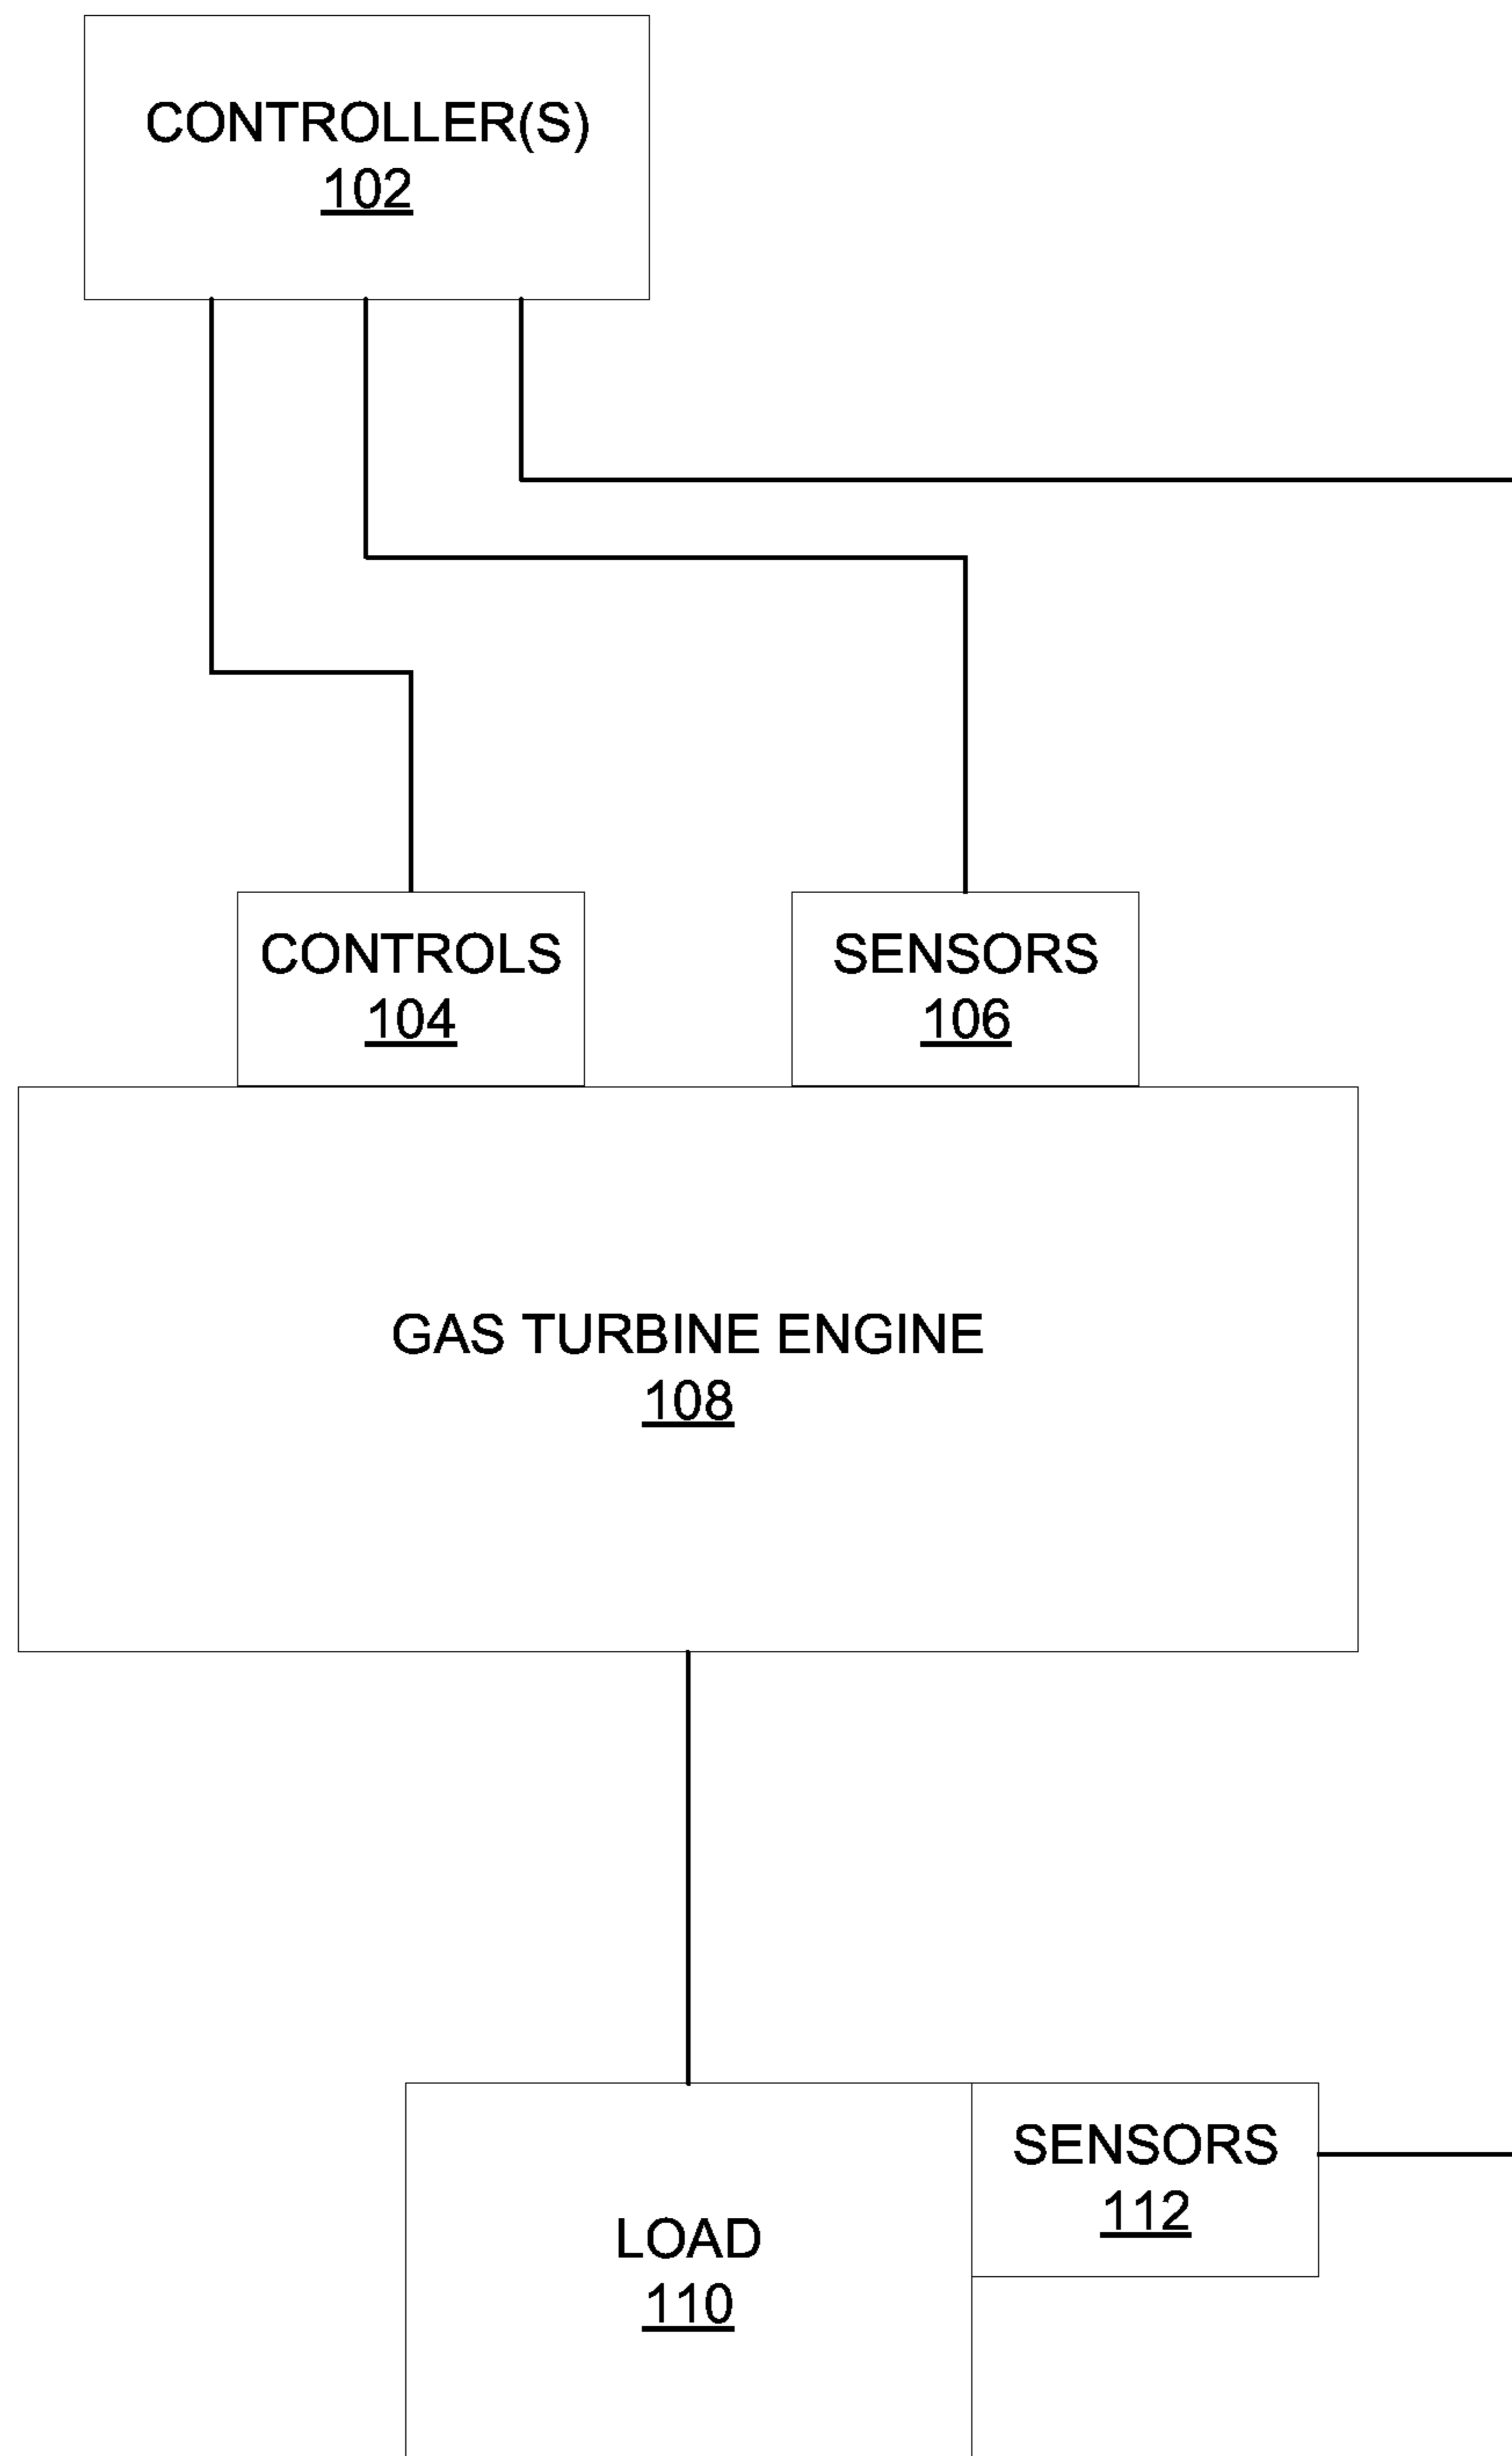 CONTROLLER(S)
102
CONTROLS
104
SENSORS
106
GAS TURBINE ENGINE
108
SENSORS
112
LOAD
110